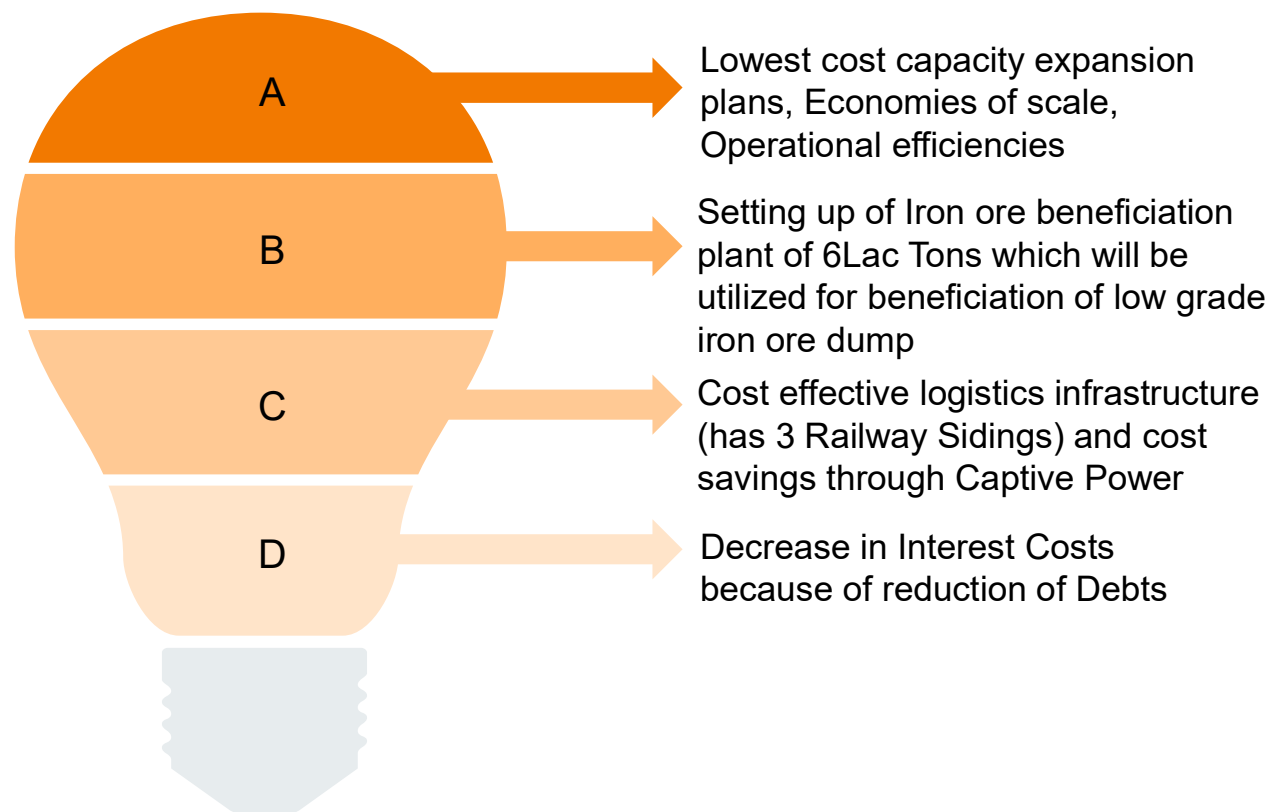 A
Lowest cost capacity expansion
plans, Economies of scale,
Operational efficiencies
B
Setting up of Iron ore beneficiation
plant of 6Lac Tons which will be
utilized for beneficiation of low grade
iron ore dump
C
Cost effective logistics infrastructure
(has 3 Railway Sidings) and cost
savings through Captive Power
D
Decrease in Interest Costs
because of reduction of Debts